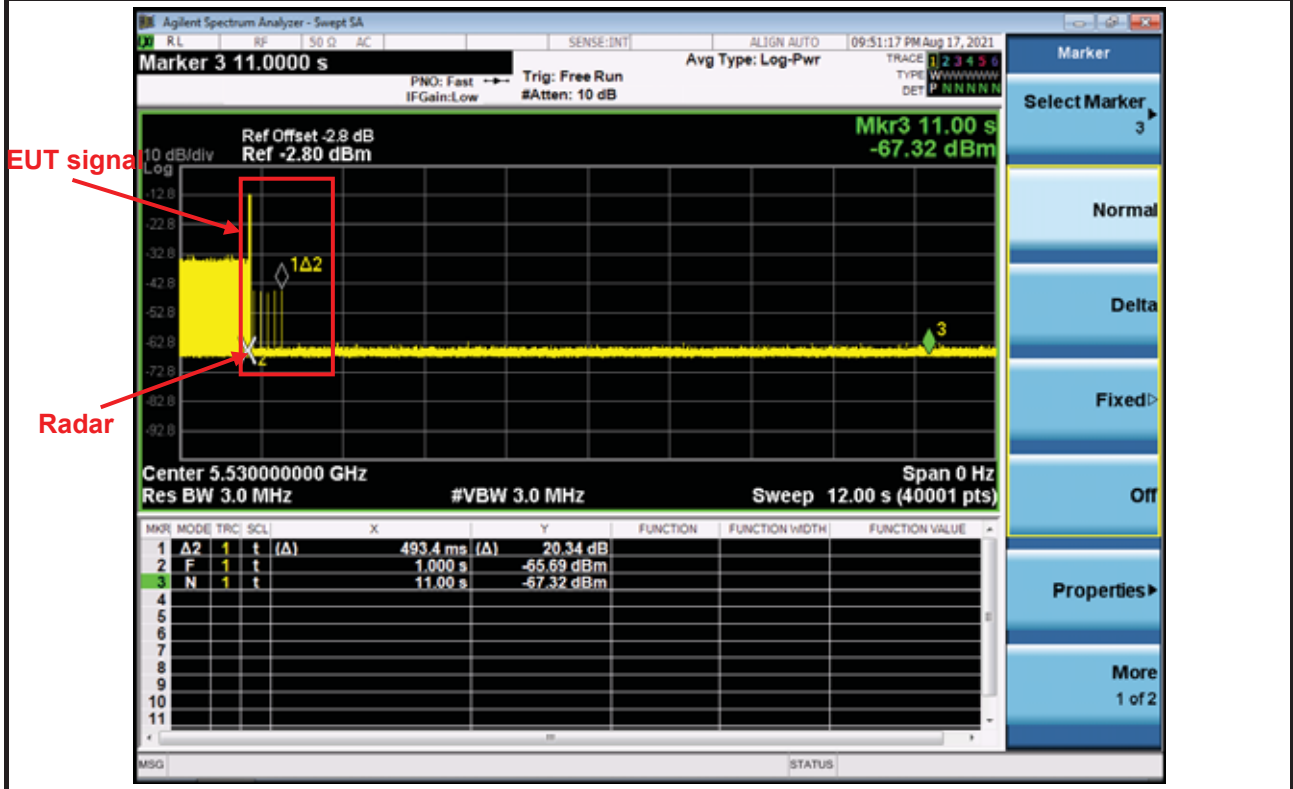 Agilent Spectrum Analyzer - Swept SA
RL RF 50 Ω AC SENSE:INT ALIGN AUTO 09:51:17 PM Aug 17, 2021
Marker 3 11.0000 s
PNO: Fast
IFGain:Low
Trig: Free Run
#Atten: 10 dB
Avg Type: Log-Pwr
TRACE 1 2 3 4 5 6
TYPE WWWWWWW
DET P N N N N N
Mkr3 11.00 s
-67.32 dBm
Ref Offset -2.8 dB
Ref -2.80 dBm
10 dB/div
Log
EUT signal
-12.8
-22.8
-32.8
-42.8
-52.8
-62.8
-72.8
-82.8
-92.8
1Δ2
2
3
Radar
Center 5.530000000 GHz Span 0 Hz
Res BW 3.0 MHz #VBW 3.0 MHz Sweep 12.00 s (40001 pts)
MKR MODE TRC SCL X Y FUNCTION FUNCTION WIDTH FUNCTION VALUE
1 Δ2 1 t (Δ) 493.4 ms (Δ) 20.34 dB
2 F 1 t 1.000 s -65.69 dBm
3 N 1 t 11.00 s -67.32 dBm
4
5
6
7
8
9
10
11
MSG STATUS
Marker
Select Marker
3
Normal
Delta
Fixed
Off
Properties
More
1 of 2